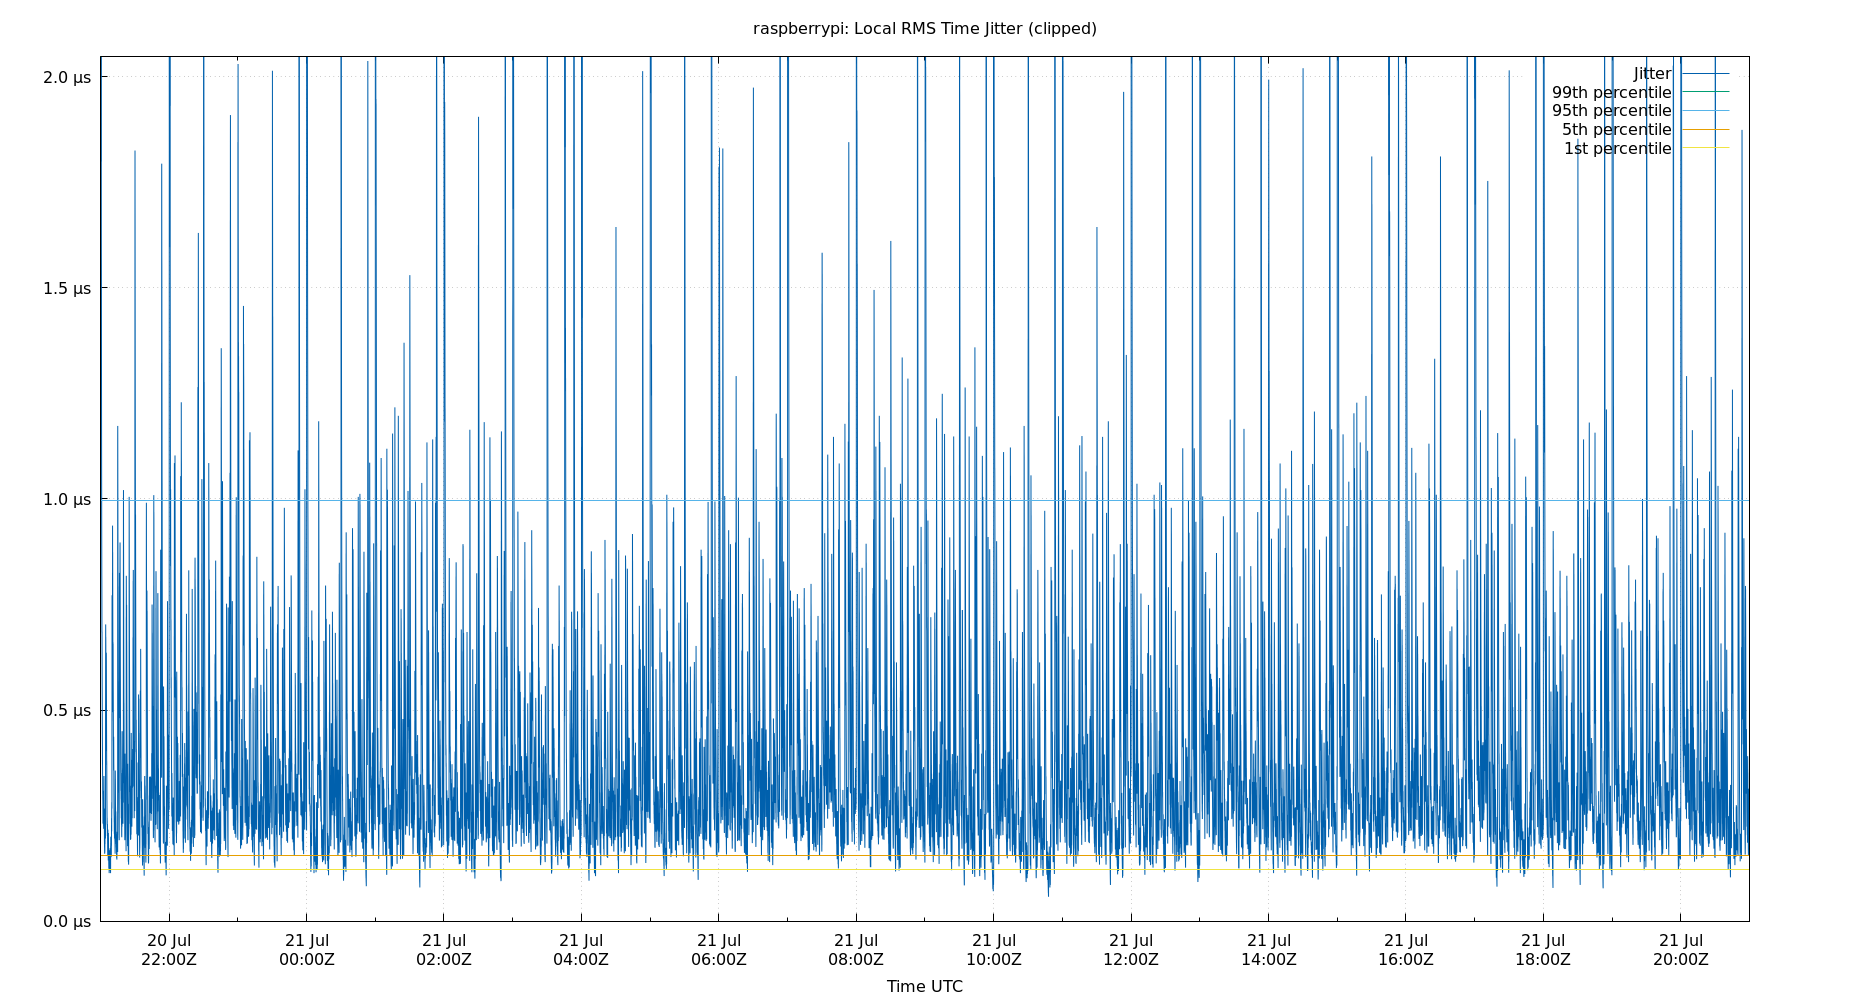 raspberrypi: Local RMS Time Jitter (clipped)
2.0 μs
1.5 μs
1.0 μs
0.5 μs
0.0 μs
Jitter
99th percentile
95th percentile
5th percentile
1st percentile
20 Jul 21 Jul 21 Jul 21 Jul 21 Jul 21 Jul 21 Jul 21 Jul 21 Jul 21 Jul 21 Jul 21 Jul
22:00Z 00:00Z 02:00Z 04:00Z 06:00Z 08:00Z 10:00Z 12:00Z 14:00Z 16:00Z 18:00Z 20:00Z
Time UTC